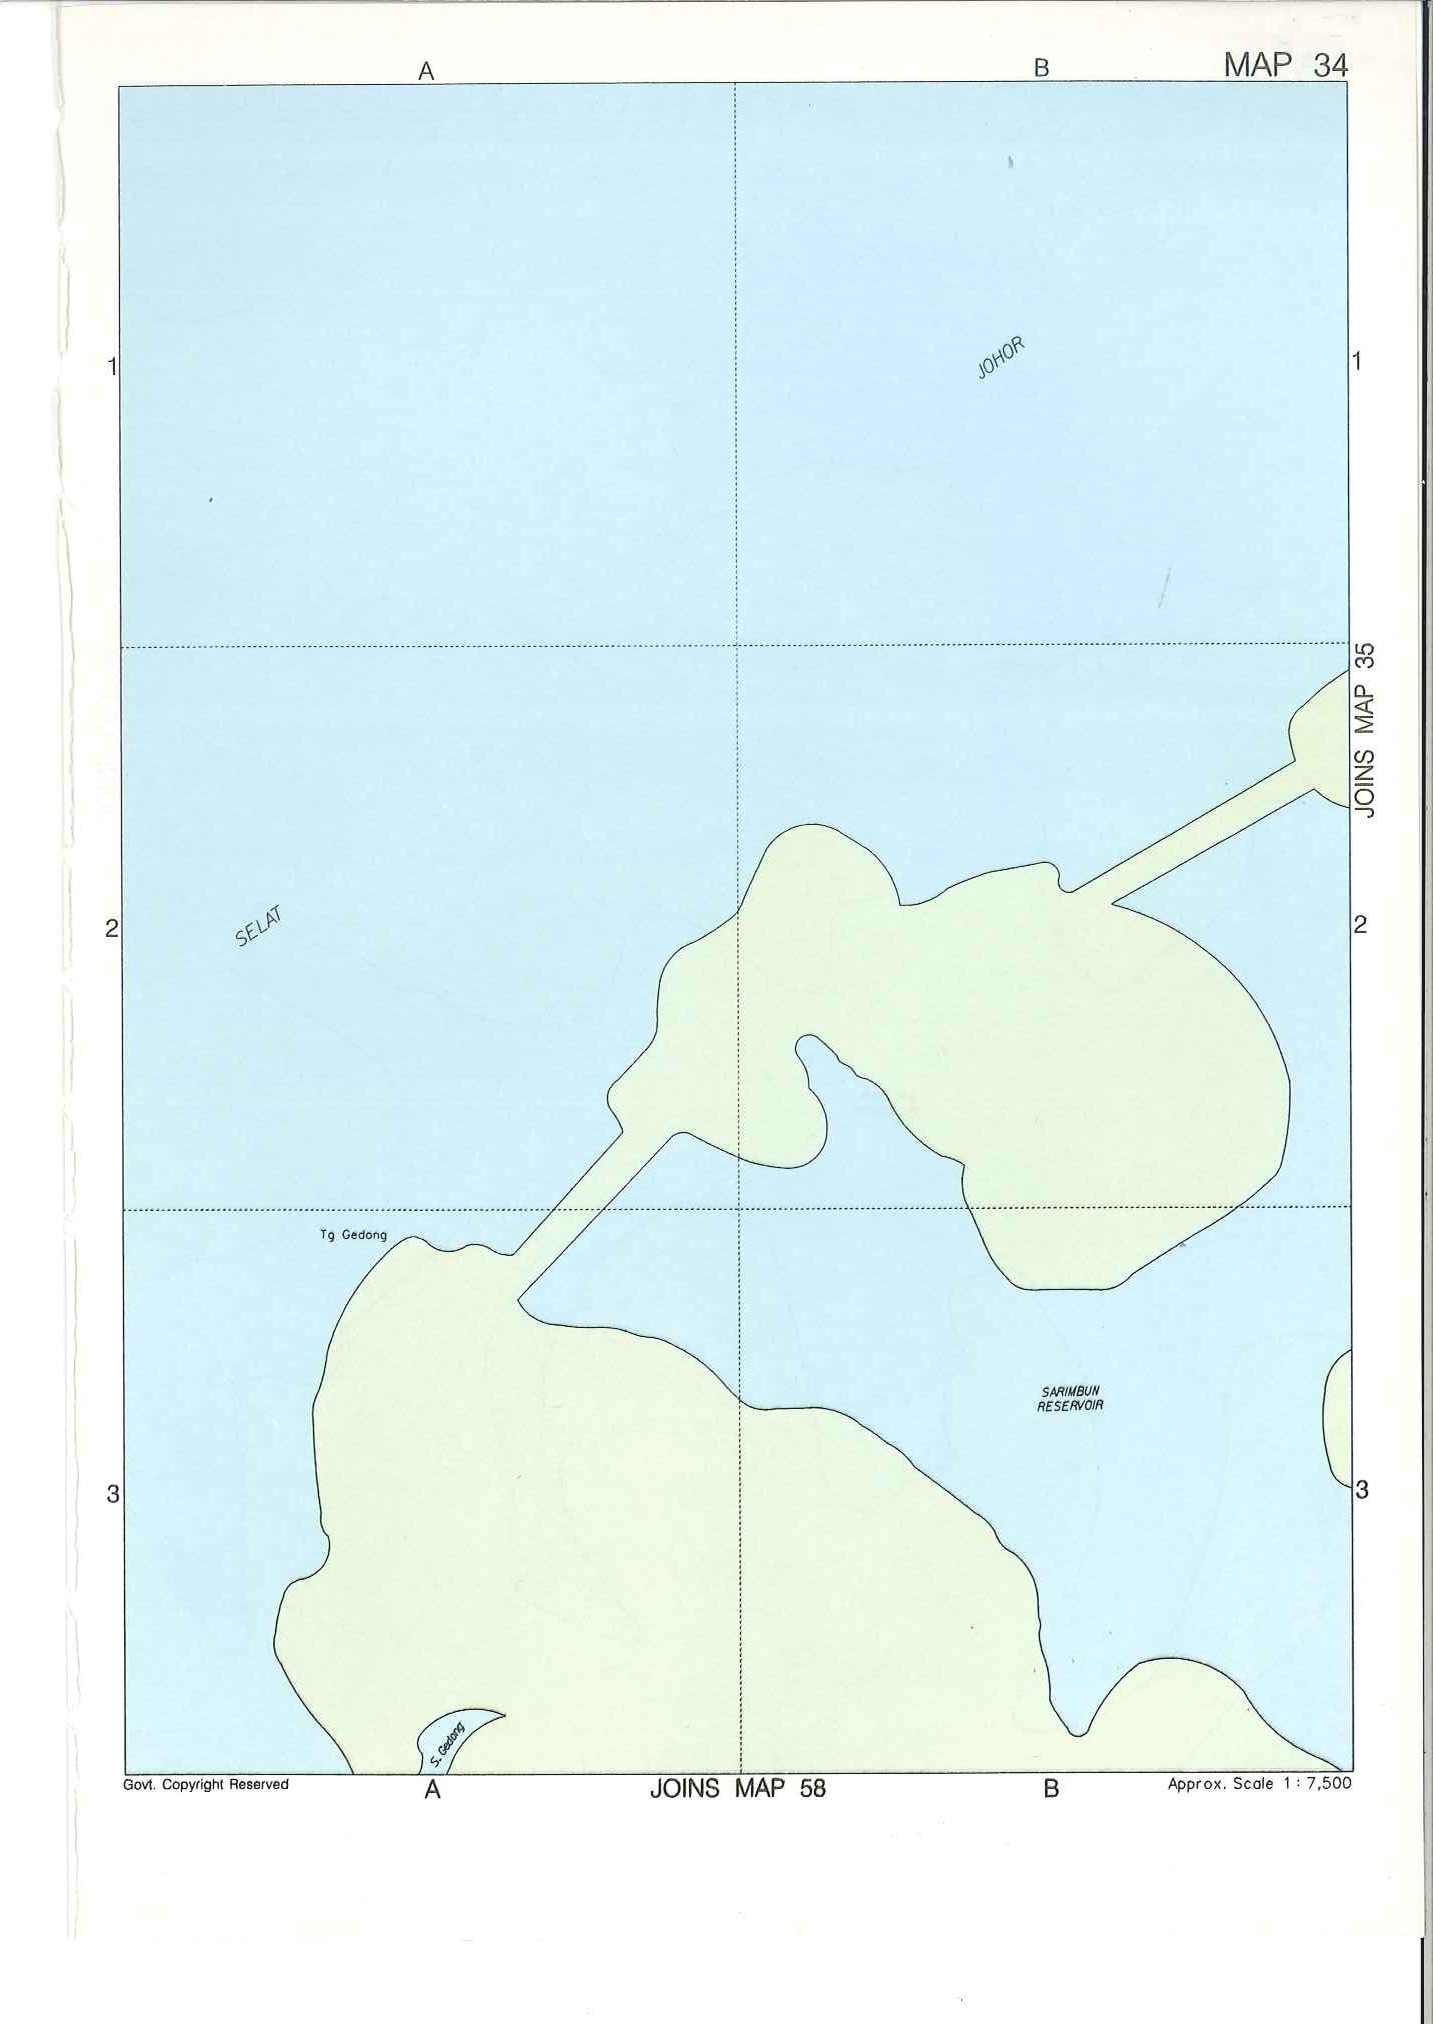 A
B
MAP 34
1
1
JOHOR
JOINS MAP 35
2
2
SELAT
Tg Gedong
SARIMBUN
RESERVOIR
3
3
S. Gedong
Govt. Copyright Reserved
A
JOINS MAP 58
B
Approx. Scale 1 : 7,500